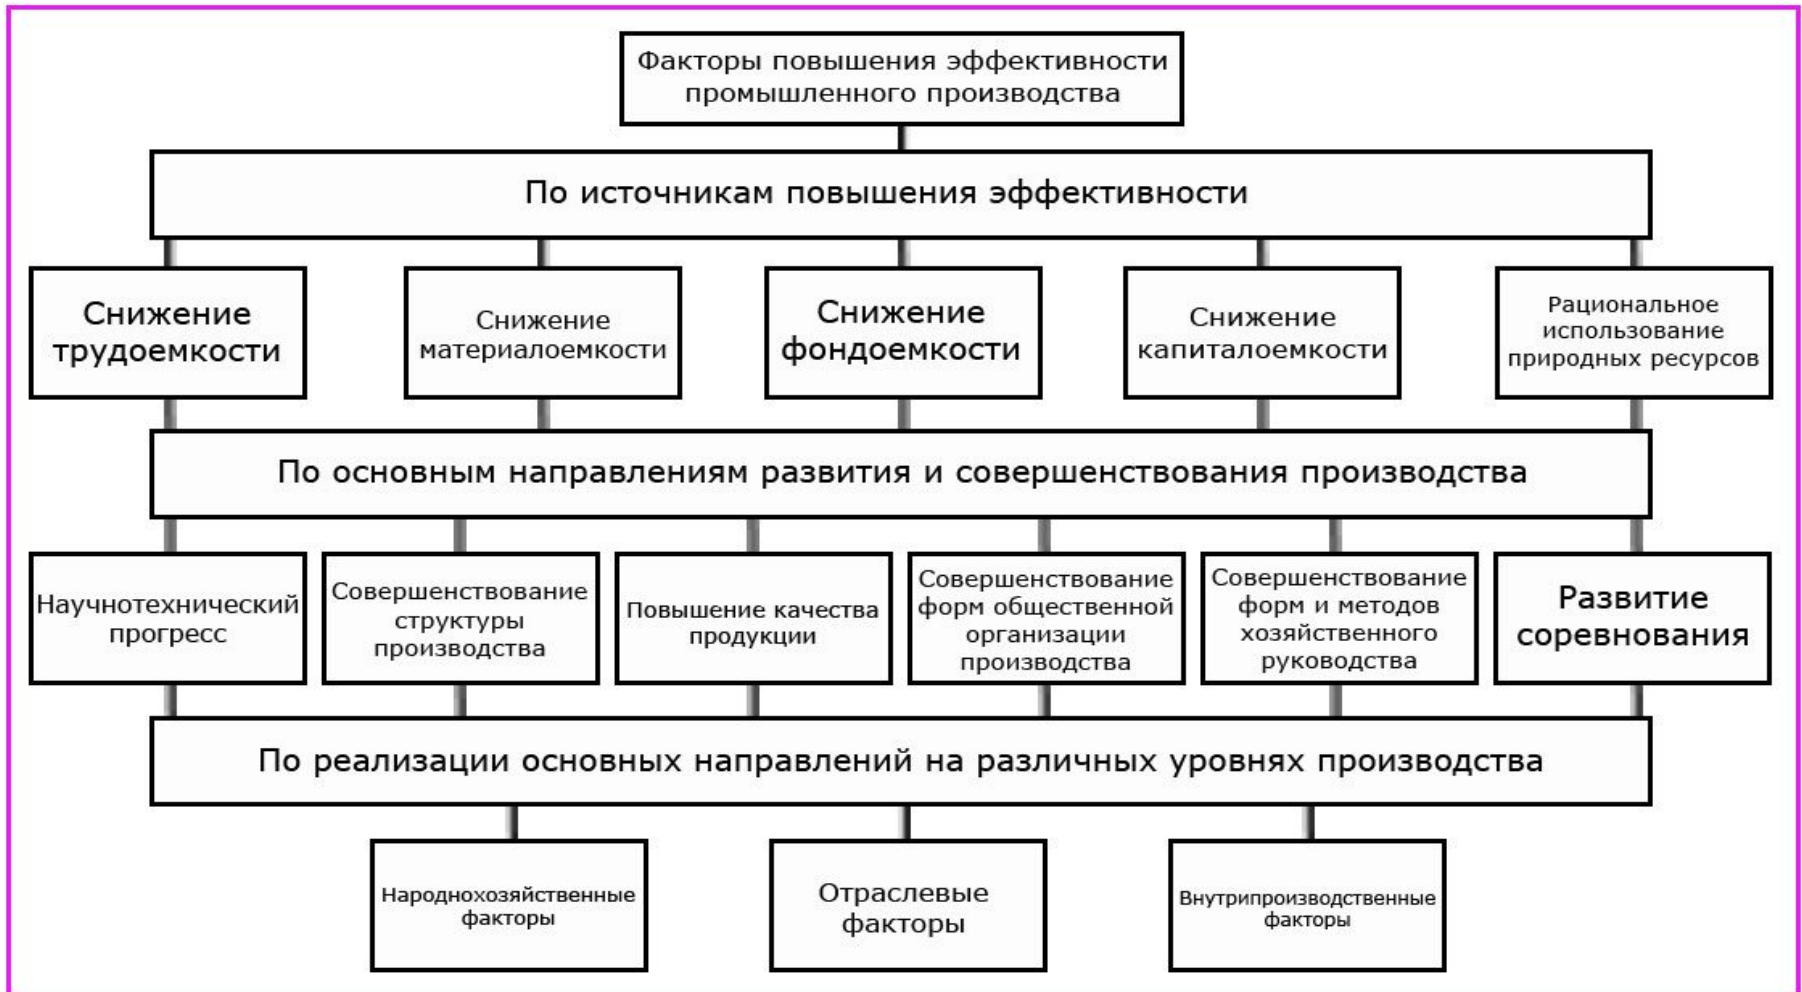 Факторы повышения эффективности
промышленного производства
По источникам повышения эффективности
Снижение
трудоемкости
Снижение
материалоемкости
Снижение
фондоемкости
Снижение
капиталоемкости
Рациональное
использование
природных ресурсов
По основным направлениям развития и совершенствования производства
Научнотехнический
прогресс
Совершенствование
структуры
производства
Повышение качества
продукции
Совершенствование
форм общественной
организации
производства
Совершенствование
форм и методов
хозяйственного
руководства
Развитие
соревнования
По реализации основных направлений на различных уровнях производства
Народнохозяйственные
факторы
Отраслевые
факторы
Внутрипроизводственные
факторы